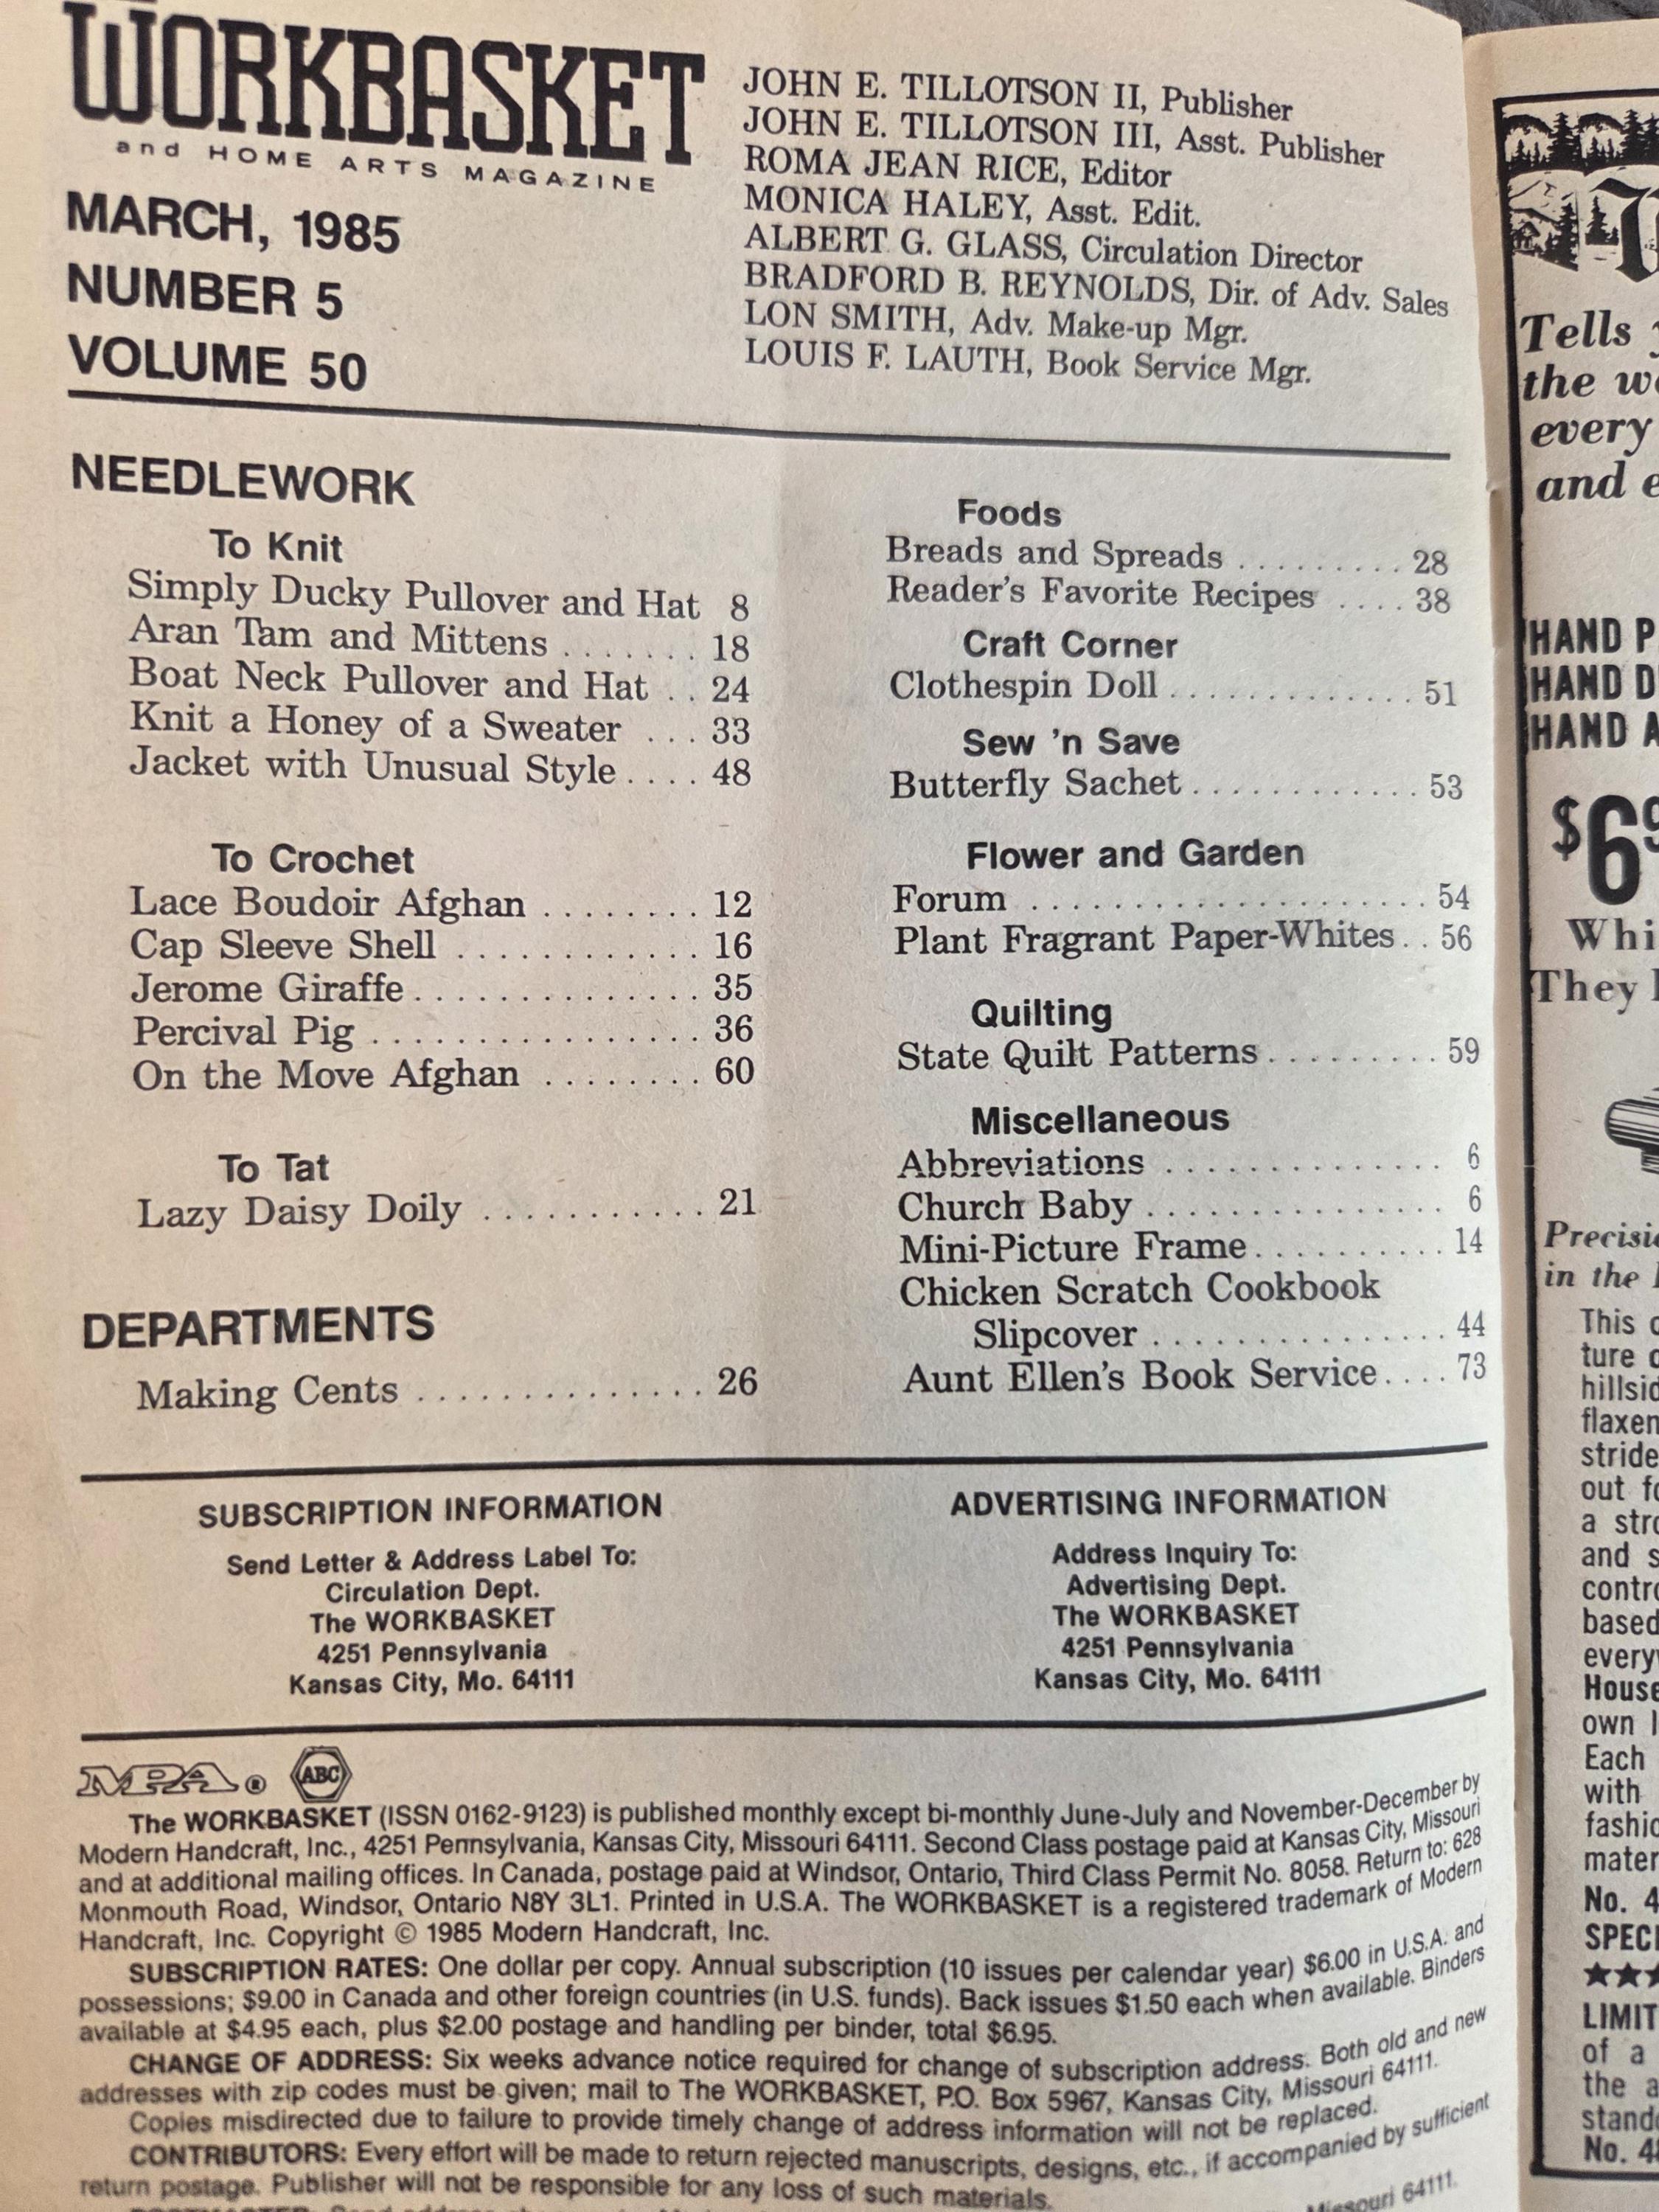 WORKBASKET
and HOME ARTS MAGAZINE
MARCH, 1985
NUMBER 5
VOLUME 50
JOHN E. TILLOTSON II, Publisher
JOHN E. TILLOTSON III, Asst. Publisher
ROMA JEAN RICE, Editor
MONICA HALEY, Asst. Edit.
ALBERT G. GLASS, Circulation Director
BRADFORD B. REYNOLDS, Dir. of Adv. Sales
LON SMITH, Adv. Make-up Mgr.
LOUIS F. LAUTH, Book Service Mgr.
NEEDLEWORK
To Knit
Simply Ducky Pullover and Hat 8
Aran Tam and Mittens ....... 18
Boat Neck Pullover and Hat .. 24
Knit a Honey of a Sweater ... 33
Jacket with Unusual Style.... 48
To Crochet
Lace Boudoir Afghan ........ 12
Cap Sleeve Shell ............. 16
Jerome Giraffe.............. 35
Percival Pig ................ 36
On the Move Afghan ........ 60
To Tat
Lazy Daisy Doily ........... 21
DEPARTMENTS
Making Cents .............. 26
Foods
Breads and Spreads ......... 28
Reader's Favorite Recipes .... 38
Craft Corner
Clothespin Doll............. 51
Sew 'n Save
Butterfly Sachet............ 53
Flower and Garden
Forum .................... 54
Plant Fragrant Paper-Whites.. 56
Quilting
State Quilt Patterns......... 59
Miscellaneous
Abbreviations .............. 6
Church Baby ............... 6
Mini-Picture Frame.......... 14
Chicken Scratch Cookbook
Slipcover ................ 44
Aunt Ellen's Book Service.... 73
SUBSCRIPTION INFORMATION
Send Letter & Address Label To:
Circulation Dept.
The WORKBASKET
4251 Pennsylvania
Kansas City, Mo. 64111
ADVERTISING INFORMATION
Address Inquiry To:
Advertising Dept.
The WORKBASKET
4251 Pennsylvania
Kansas City, Mo. 64111
MPA ® ABC
The WORKBASKET (ISSN 0162-9123) is published monthly except bi-monthly June-July and November-December by
Modern Handcraft, Inc., 4251 Pennsylvania, Kansas City, Missouri 64111. Second Class postage paid at Kansas City, Missouri
and at additional mailing offices. In Canada, postage paid at Windsor, Ontario, Third Class Permit No. 8058. Return to: 628
Monmouth Road, Windsor, Ontario N8Y 3L1. Printed in U.S.A. The WORKBASKET is a registered trademark of Modern
Handcraft, Inc. Copyright © 1985 Modern Handcraft, Inc.
SUBSCRIPTION RATES: One dollar per copy. Annual subscription (10 issues per calendar year) $6.00 in U.S.A. and
possessions; $9.00 in Canada and other foreign countries (in U.S. funds). Back issues $1.50 each when available. Binders
available at $4.95 each, plus $2.00 postage and handling per binder, total $6.95.
CHANGE OF ADDRESS: Six weeks advance notice required for change of subscription address. Both old and new
addresses with zip codes must be given; mail to The WORKBASKET, P.O. Box 5967, Kansas City, Missouri 64111.
Copies misdirected due to failure to provide timely change of address information will not be replaced.
CONTRIBUTORS: Every effort will be made to return rejected manuscripts, designs, etc., if accompanied by sufficient
return postage. Publisher will not be responsible for any loss of such materials.
Missouri 64111.
Tells
the
every
and
HAND
HAND
HAND
$6
They
in the
This
ture
out
a
and
House
own
Each
with
No.
★★★
of a
the
No.